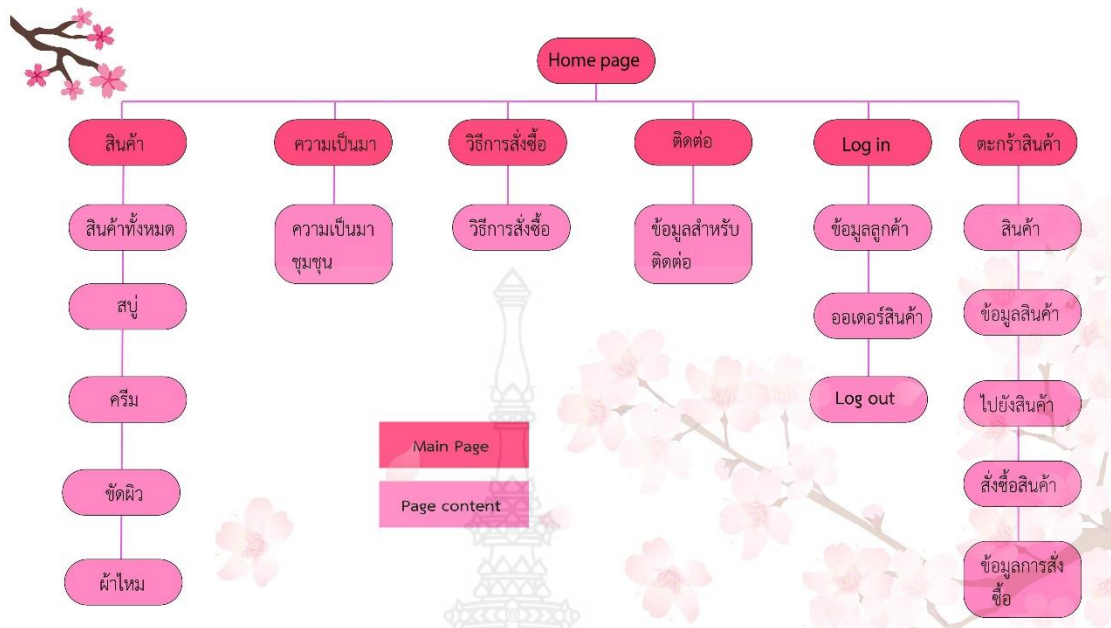 Home page
สินค้า
ความเป็นมา
วิธีการสั่งซื้อ
ติดต่อ
Log in
ตะกร้าสินค้า
สินค้าทั้งหมด
ความเป็นมา
ชุมชุน
วิธีการสั่งซื้อ
ข้อมูลสำหรับ
ติดต่อ
ข้อมูลลูกค้า
สินค้า
สบู่
ออเดอร์สินค้า
ข้อมูลสินค้า
ครีม
Log out
ไปยังสินค้า
Main Page
ขัดผิว
Page content
สั่งซื้อสินค้า
ผ้าไหม
ข้อมูลการสั่ง
ซื้อ